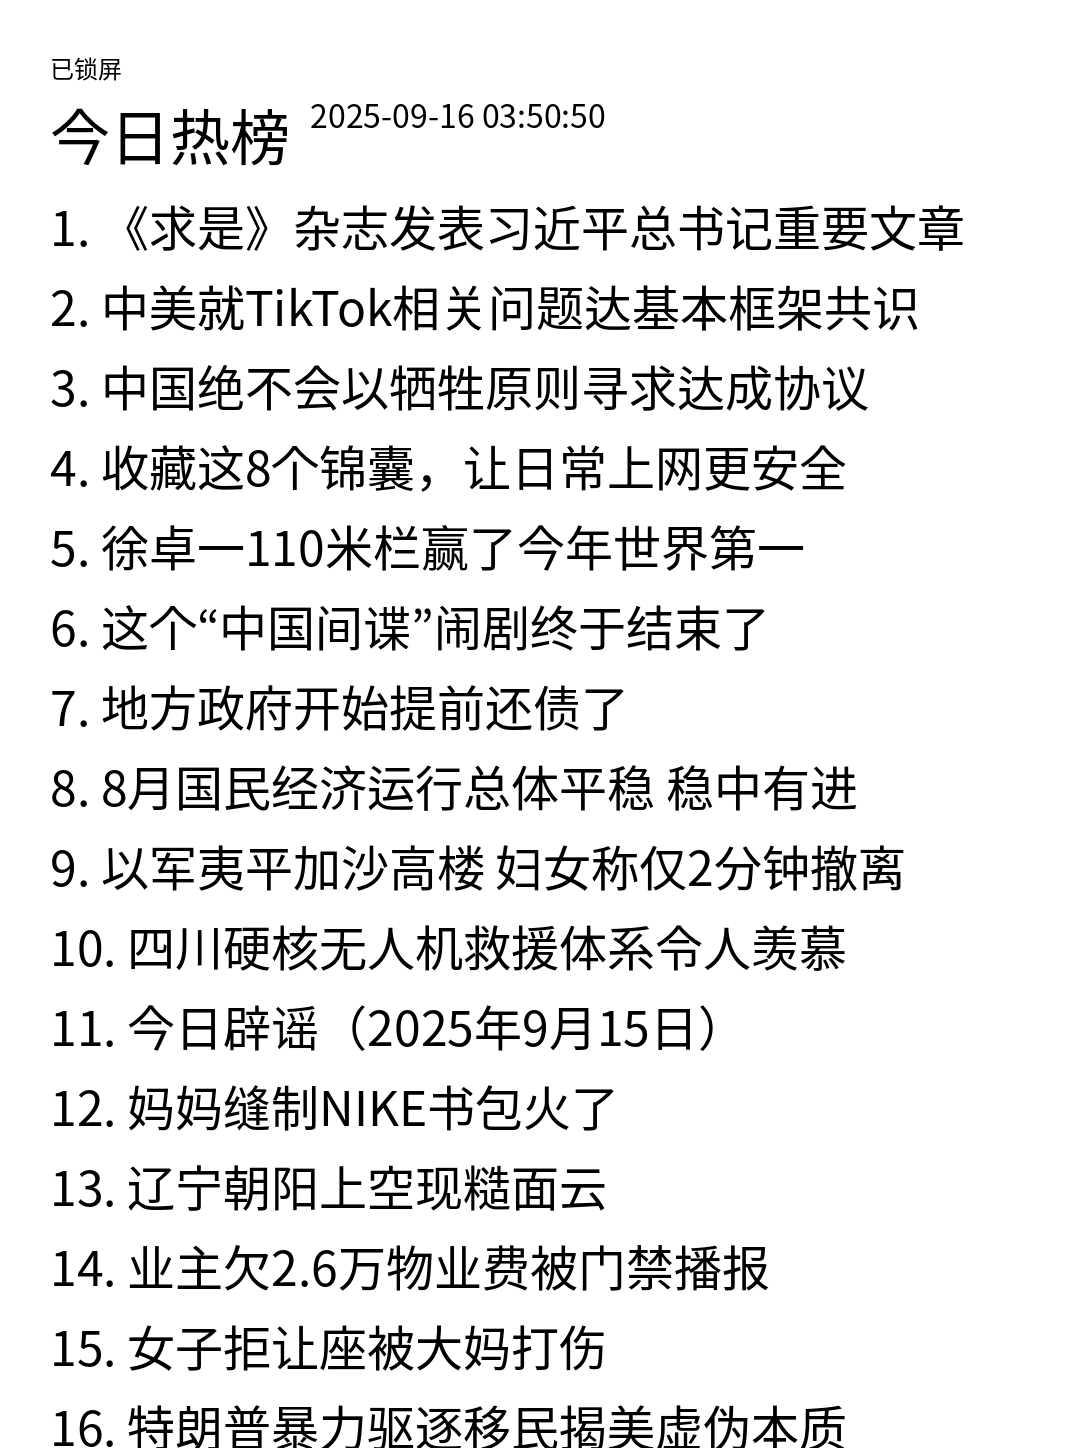 已锁屏
今日热榜 2025-09-16 03:50:50
1. 《求是》杂志发表习近平总书记重要文章
2. 中美就TikTok相关问题达基本框架共识
3. 中国绝不会以牺牲原则寻求达成协议
4. 收藏这8个锦囊，让日常上网更安全
5. 徐卓一110米栏赢了今年世界第一
6. 这个“中国间谍”闹剧终于结束了
7. 地方政府开始提前还债了
8. 8月国民经济运行总体平稳 稳中有进
9. 以军夷平加沙高楼 妇女称仅2分钟撤离
10. 四川硬核无人机救援体系令人羡慕
11. 今日辟谣（2025年9月15日）
12. 妈妈缝制NIKE书包火了
13. 辽宁朝阳上空现糙面云
14. 业主欠2.6万物业费被门禁播报
15. 女子拒让座被大妈打伤
16. 特朗普暴力驱逐移民揭美虚伪本质